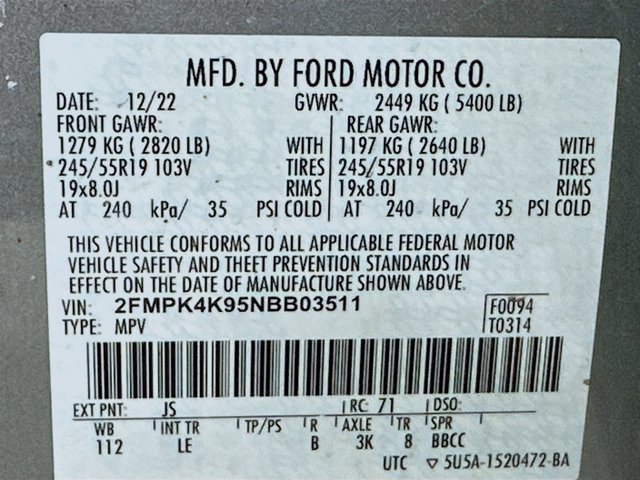 MFD. BY FORD MOTOR CO.
DATE: 12/22 GVWR: 2449 KG ( 5400 LB)
FRONT GAWR: REAR GAWR:
1279 KG ( 2820 LB) WITH 1197 KG ( 2640 LB) WITH
245/55R19 103V TIRES 245/55R19 103V TIRES
19x8.0J RIMS 19x8.0J RIMS
AT 240 kPa/ 35 PSI COLD AT 240 kPa/ 35 PSI COLD
THIS VEHICLE CONFORMS TO ALL APPLICABLE FEDERAL MOTOR
VEHICLE SAFETY AND THEFT PREVENTION STANDARDS IN
EFFECT ON THE DATE OF MANUFACTURE SHOWN ABOVE.
VIN: 2FMPK4K95NBB03511 F0094
TYPE: MPV T0314
EXT PNT: JS RC: 71 DSO:
WB INT TR TP/PS R AXLE TR SPR
112 LE B 3K 8 BBCC
UTC ▽ 5U5A-1520472-BA